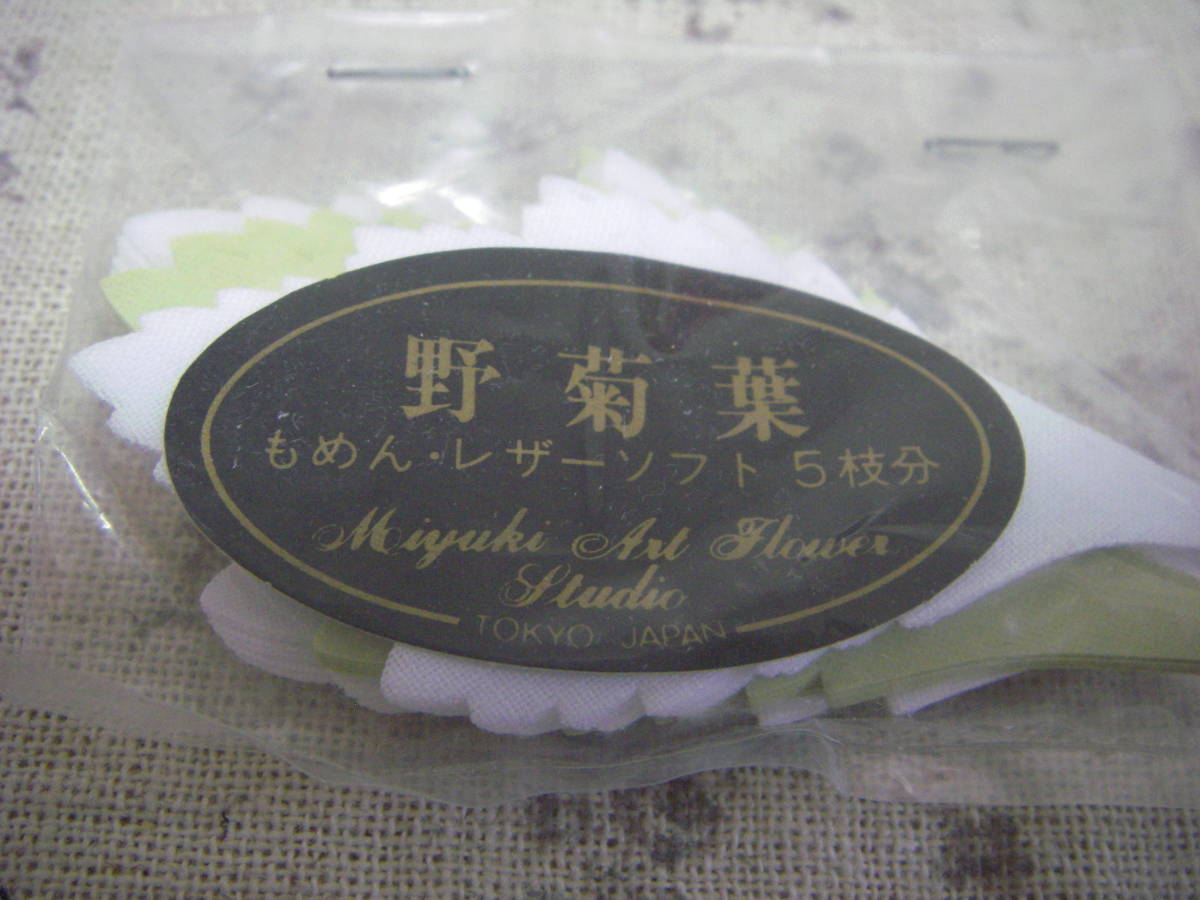 野菊葉
もめん・レザーソフト 5枝分
Miyuki Art Flower
Studio
TOKYO JAPAN